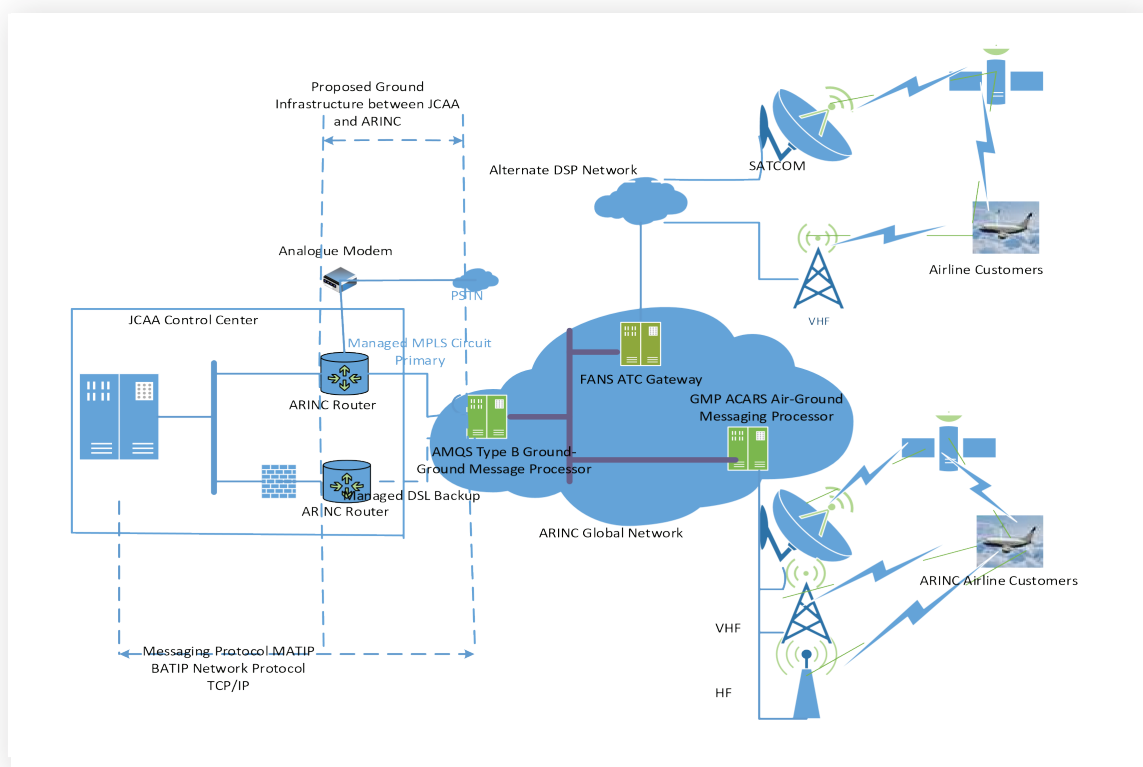 Proposed Ground
Infrastructure between JCAA
and ARINC
Alternate DSP Network
SATCOM
Analogue Modem
PSTN
Airline Customers
VHF
JCAA Control Center
Managed MPLS Circuit
Primary
ARINC Router
FANS ATC Gateway
GMP ACARS Air-Ground
Messaging Processor
AMQS Type B Ground-
Ground Message Processor
Managed DSL Backup
ARINC Router
ARINC Global Network
ARINC Airline Customers
VHF
HF
Messaging Protocol MATIP
BATIP Network Protocol
TCP/IP